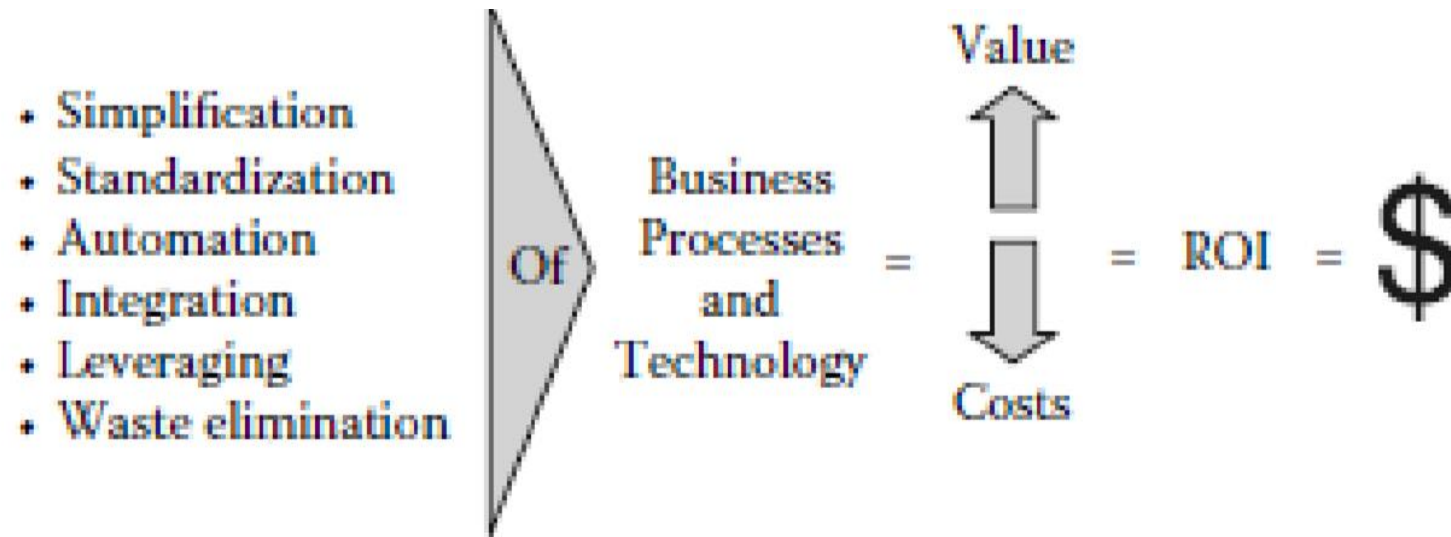 • Simplification
• Standardization
• Automation
• Integration
• Leveraging
• Waste elimination
Of
Business
Processes
and
Technology
=
Value
Costs
=
ROI
=
$